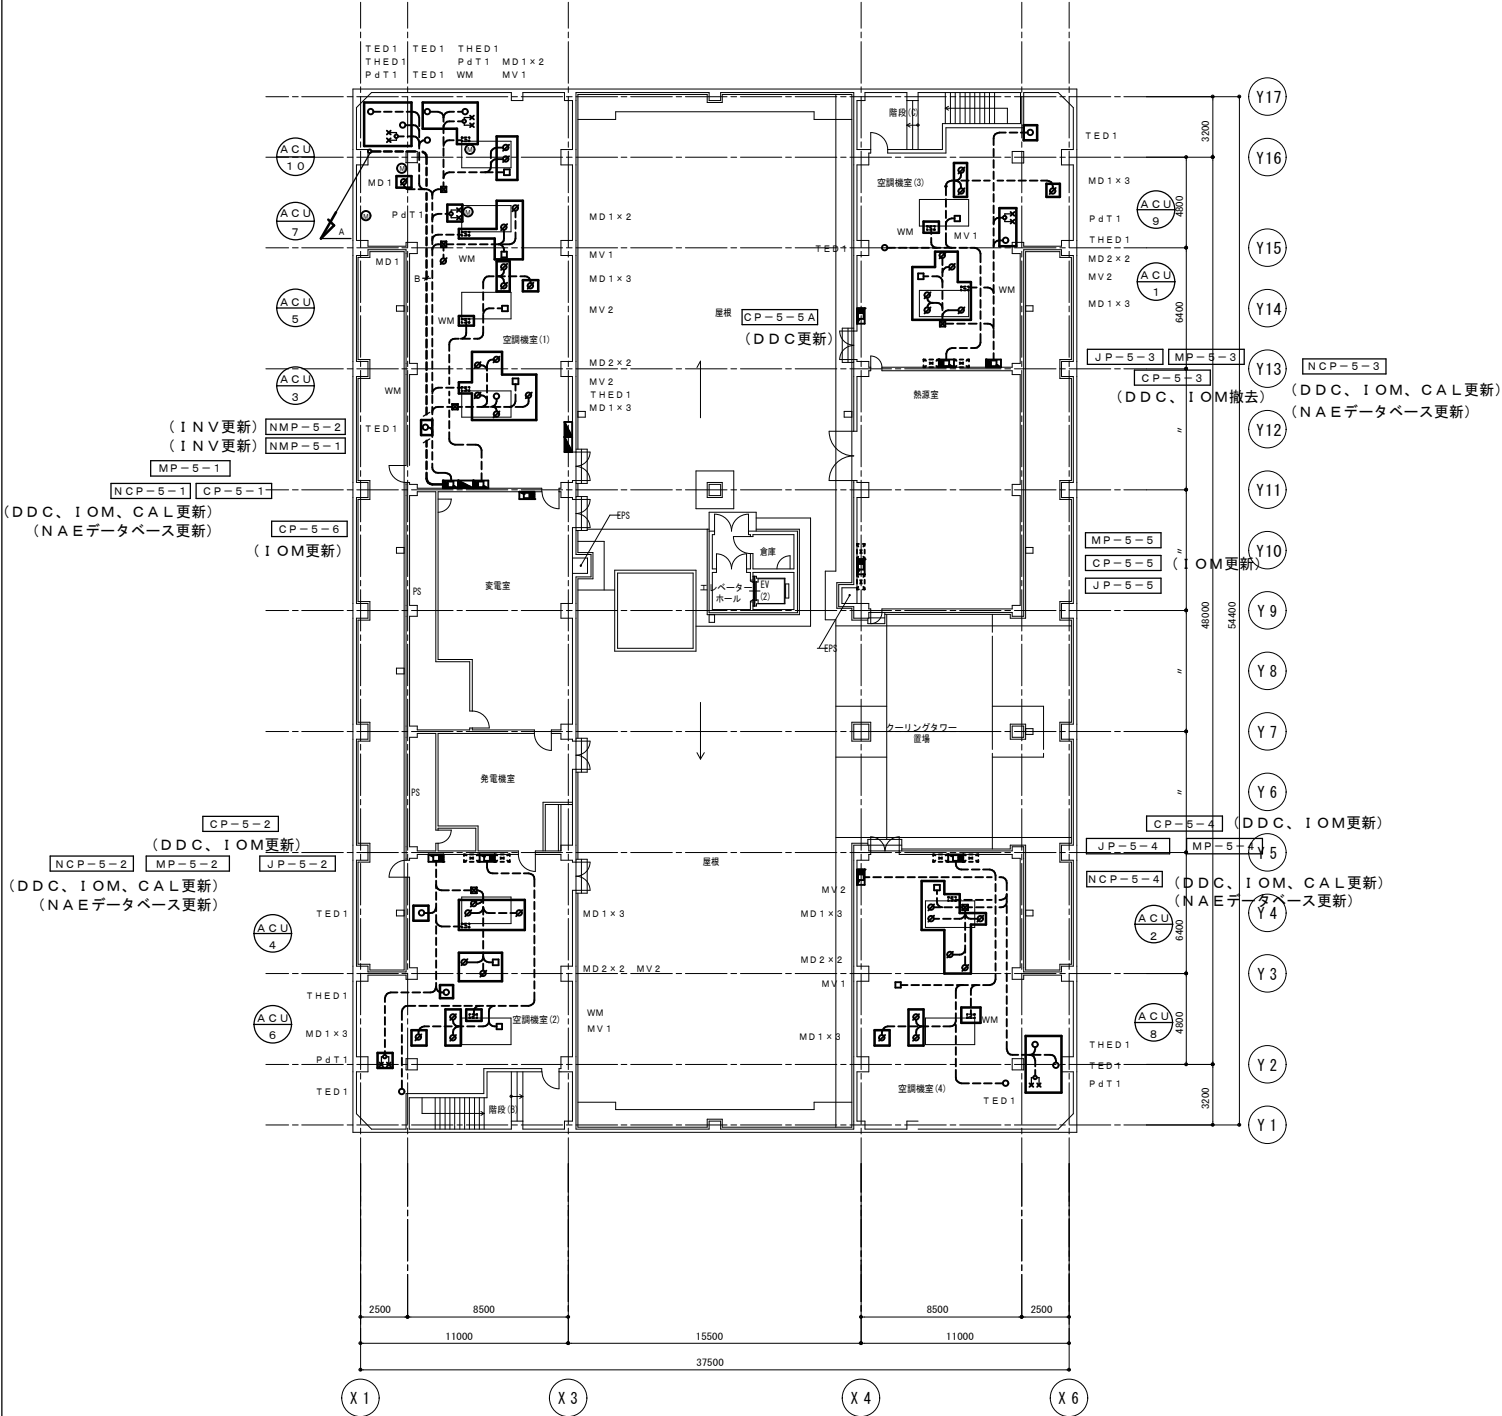 TED1 TED1 THED1
THED1 PdT1 MD1×2
PdT1 TED1 WM MV1
Y17
階段(C)
3200
TED1
ACU
10
Y16
空調機室(3)
MD1
MD1×3
ACU
9
4800
ACU
7
PdT1
MD1×2
PdT1
A
WM
MV1
THED1
TED1
Y15
MD1
WM
MV1
MD2×2
B
MD1×3
MV2
ACU
1
WM
MD1×3
ACU
5
MV2
屋根
CP-5-5A
(DDC更新)
6400
Y14
WM
空調機室(1)
MD2×2
JP-5-3
MP-5-3
Y13
NCP-5-3
ACU
3
WM
MV2
THED1
MD1×3
熱源室
CP-5-3
(DDC、IOM撤去)
(DDC、IOM、CAL更新)
(NAEデータベース更新)
(INV更新) NMP-5-2
TED1
〃
Y12
(INV更新) NMP-5-1
MP-5-1
NCP-5-1 CP-5-1
Y11
(DDC、IOM、CAL更新)
(NAEデータベース更新)
CP-5-6
(IOM更新)
EPS
倉庫
MP-5-5
〃
Y10
CP-5-5 (IOM更新)
JP-5-5
変電室
PS
エレベーター
ホール
EV
(2)
48000
54400
Y9
EPS
〃
Y8
クーリングタワー
置場
Y7
発電機室
PS
〃
Y6
CP-5-2
(DDC、IOM更新)
CP-5-4 (DDC、IOM更新)
NCP-5-2 MP-5-2 JP-5-2
屋根
JP-5-4 MP-5-4
Y5
(DDC、IOM、CAL更新)
(NAEデータベース更新)
NCP-5-4 (DDC、IOM、CAL更新)
(NAEデータベース更新)
MV2
TED1
MD1×3
MD1×3
Y4
ACU
4
ACU
2
6400
MD2×2
MD2×2 MV2
Y3
MV1
THED1
ACU
6
空調機室(2)
WM
MV1
WM
ACU
8
4800
MD1×3
MD1×3
THED1
PdT1
TED1
Y2
空調機室(4)
PdT1
TED1
TED1
階段(B)
3200
Y1
2500
8500
8500
2500
11000
15500
11000
37500
X1
X3
X4
X6